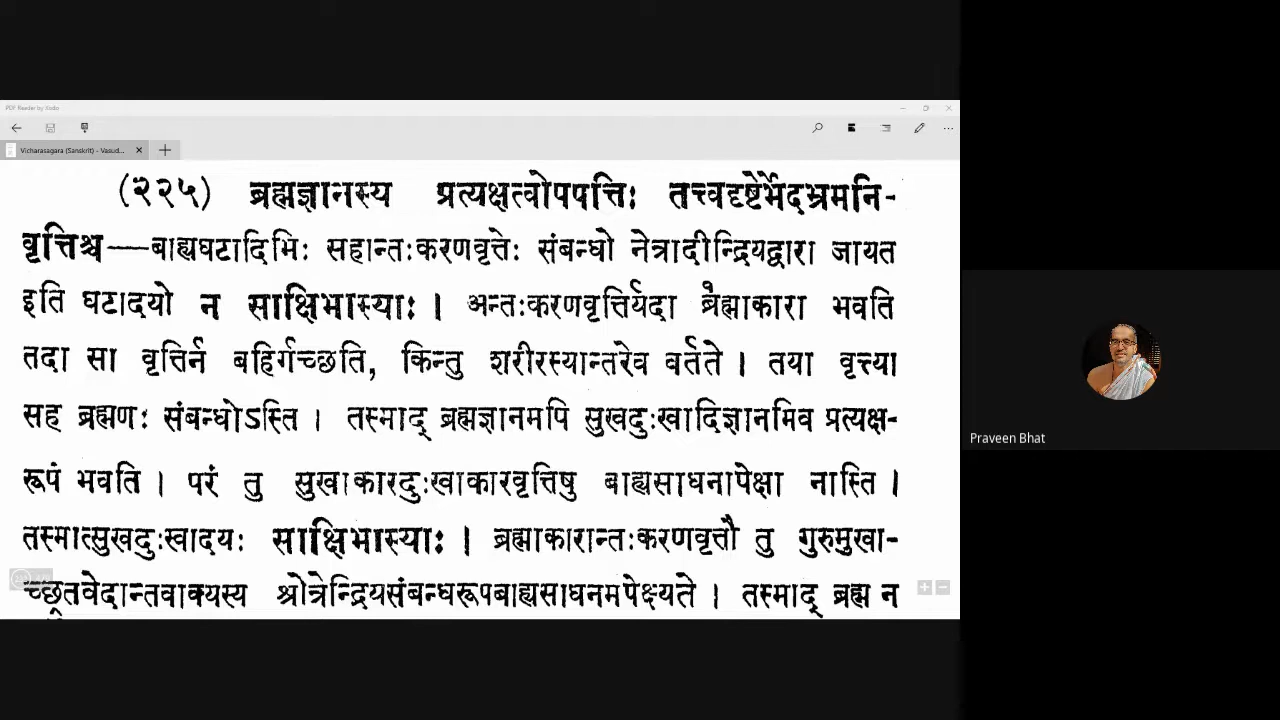 PDF Reader by Xodo
Vicharasagara (Sanskrit) - Vasud...
(२२५) ब्रह्मज्ञानस्य प्रत्यक्षत्वोपपत्तिः तत्त्वदृष्टेर्भेदभ्रमनि-
वृत्तिश्च—बाह्यघटादिभिः सहान्तःकरणवृत्तेः संबन्धो नेत्रादीन्द्रियद्वारा जायत
इति घटादयो न साक्षिभास्याः । अन्तःकरणवृत्तिर्यदा ब्रह्माकारा भवति
तदा सा वृत्तिर्न बहिर्गच्छति, किन्तु शरीरस्यान्तरेव वर्तते । तया वृत्त्या
सह ब्रह्मणः संबन्धोऽस्ति । तस्माद् ब्रह्मज्ञानमपि सुखदुःखादिज्ञानमिव प्रत्यक्ष-
रूपं भवति । परं तु सुखाकारदुःखाकारवृत्तिषु बाह्यसाधनापेक्षा नास्ति ।
तस्मात्सुखदुःखादयः साक्षिभास्याः । ब्रह्माकारान्तःकरणवृत्तौ तु गुरुमुखा-
च्छ्रुतवेदान्तवाक्यस्य श्रोत्रेन्द्रियसंबन्धरूपबाह्यसाधनमपेक्ष्यते । तस्माद् ब्रह्म न
Praveen Bhat